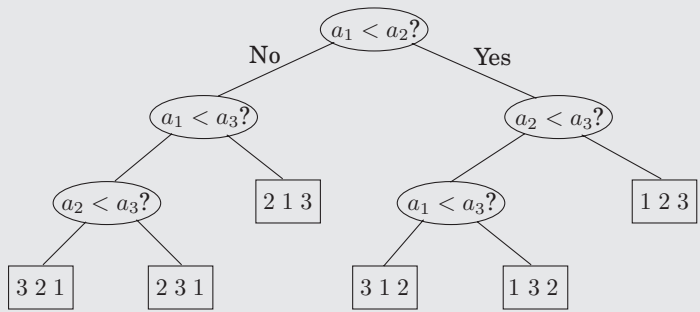 a₁ < a₂?
No
Yes
a₁ < a₃?
a₂ < a₃?
a₂ < a₃?
2 1 3
a₁ < a₃?
1 2 3
3 2 1
2 3 1
3 1 2
1 3 2